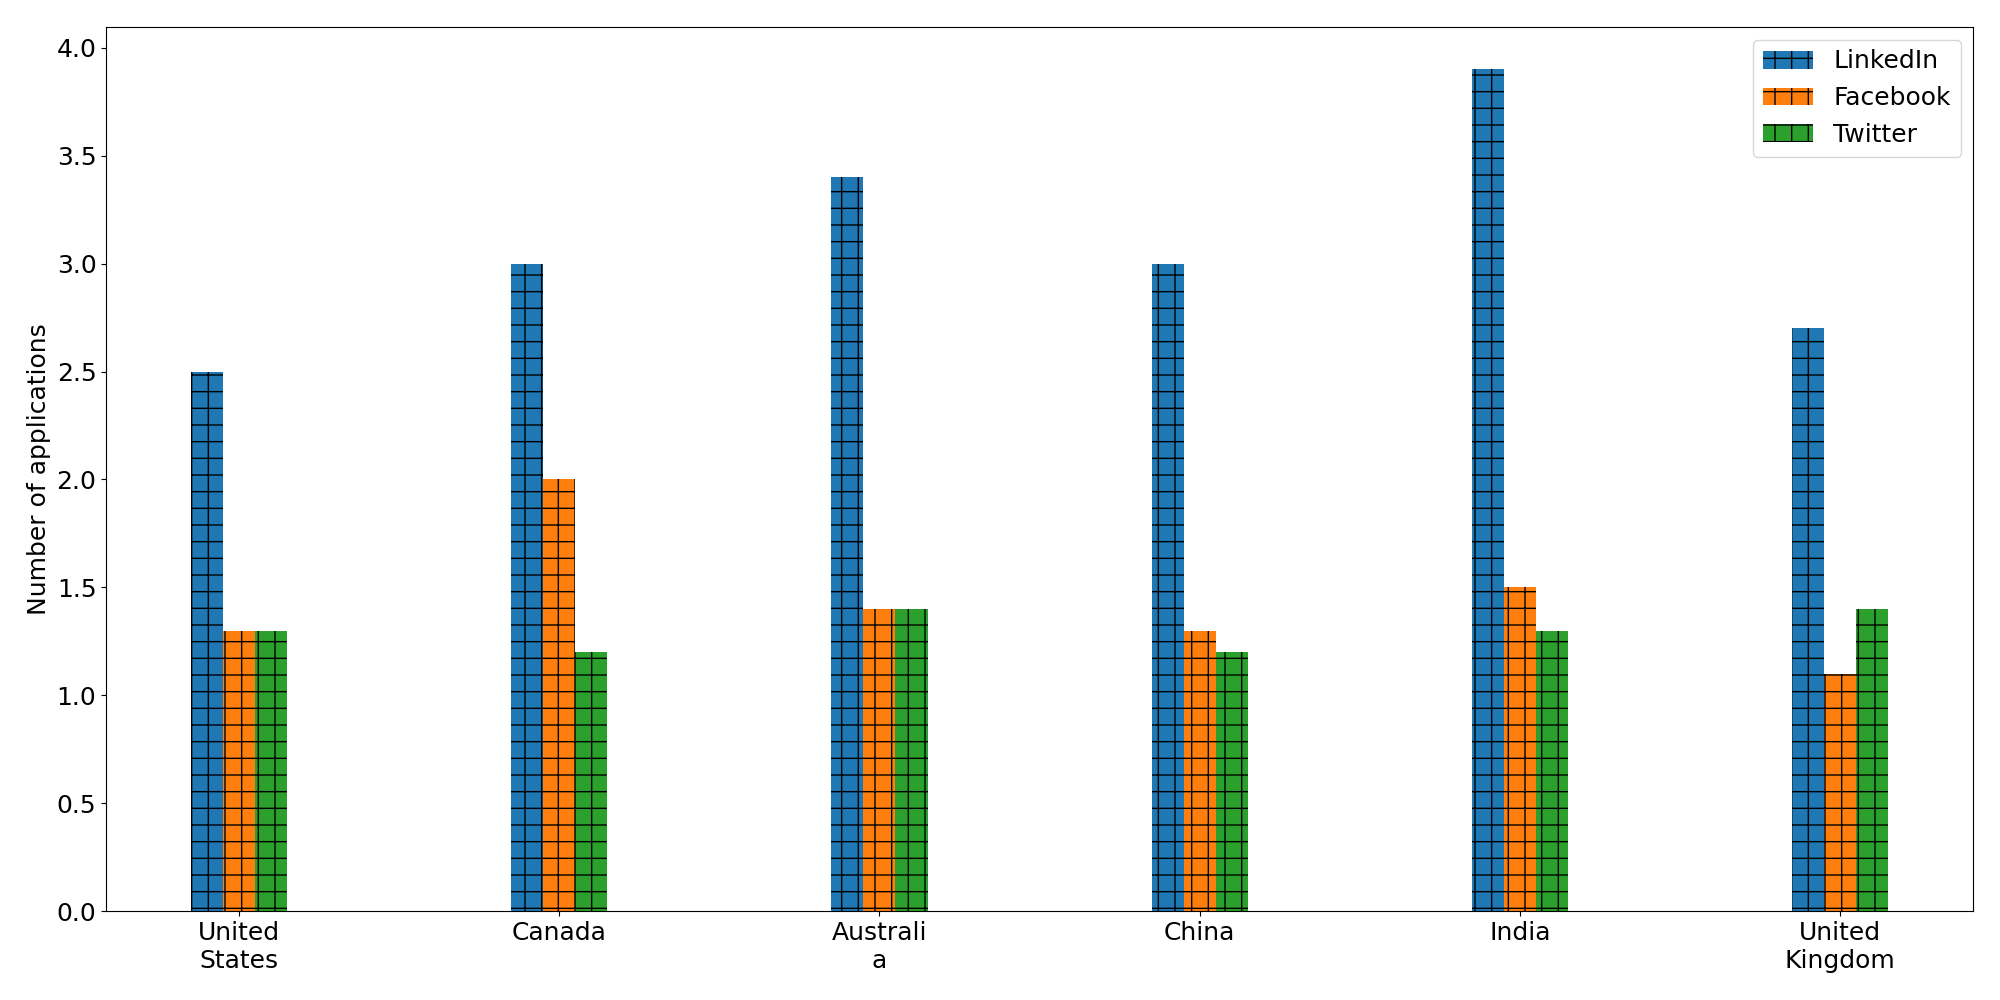 4.0
3.5
3.0
2.5
2.0
1.5
1.0
0.5
0.0
Number of applications
LinkedIn
Facebook
Twitter
United
States
Canada
Australi
a
China
India
United
Kingdom